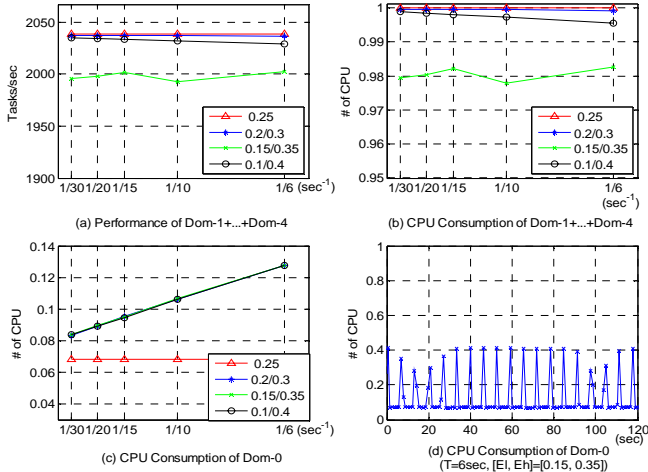 2050
2000
1950
1900
Tasks/sec
0.25
0.2/0.3
0.15/0.35
0.1/0.4
1/30 1/20 1/15 1/10 1/6 (sec-1)
(a) Performance of Dom-1+...+Dom-4
1
0.99
0.98
0.97
0.96
0.95
# of CPU
0.25
0.2/0.3
0.15/0.35
0.1/0.4
1/30 1/20 1/15 1/10 1/6
(sec-1)
(b) CPU Consumption of Dom-1+...+Dom-4
0.14
0.12
0.1
0.08
0.06
0.04
# of CPU
0.25
0.2/0.3
0.15/0.35
0.1/0.4
1/30 1/20 1/15 1/10 1/6 (sec-1)
(c) CPU Consumption of Dom-0
1
0.8
0.6
0.4
0.2
0
# of CPU
0 20 40 60 80 100 120
(sec)
(d) CPU Consumption of Dom-0
(T=6sec, [El, Eh]=[0.15, 0.35])